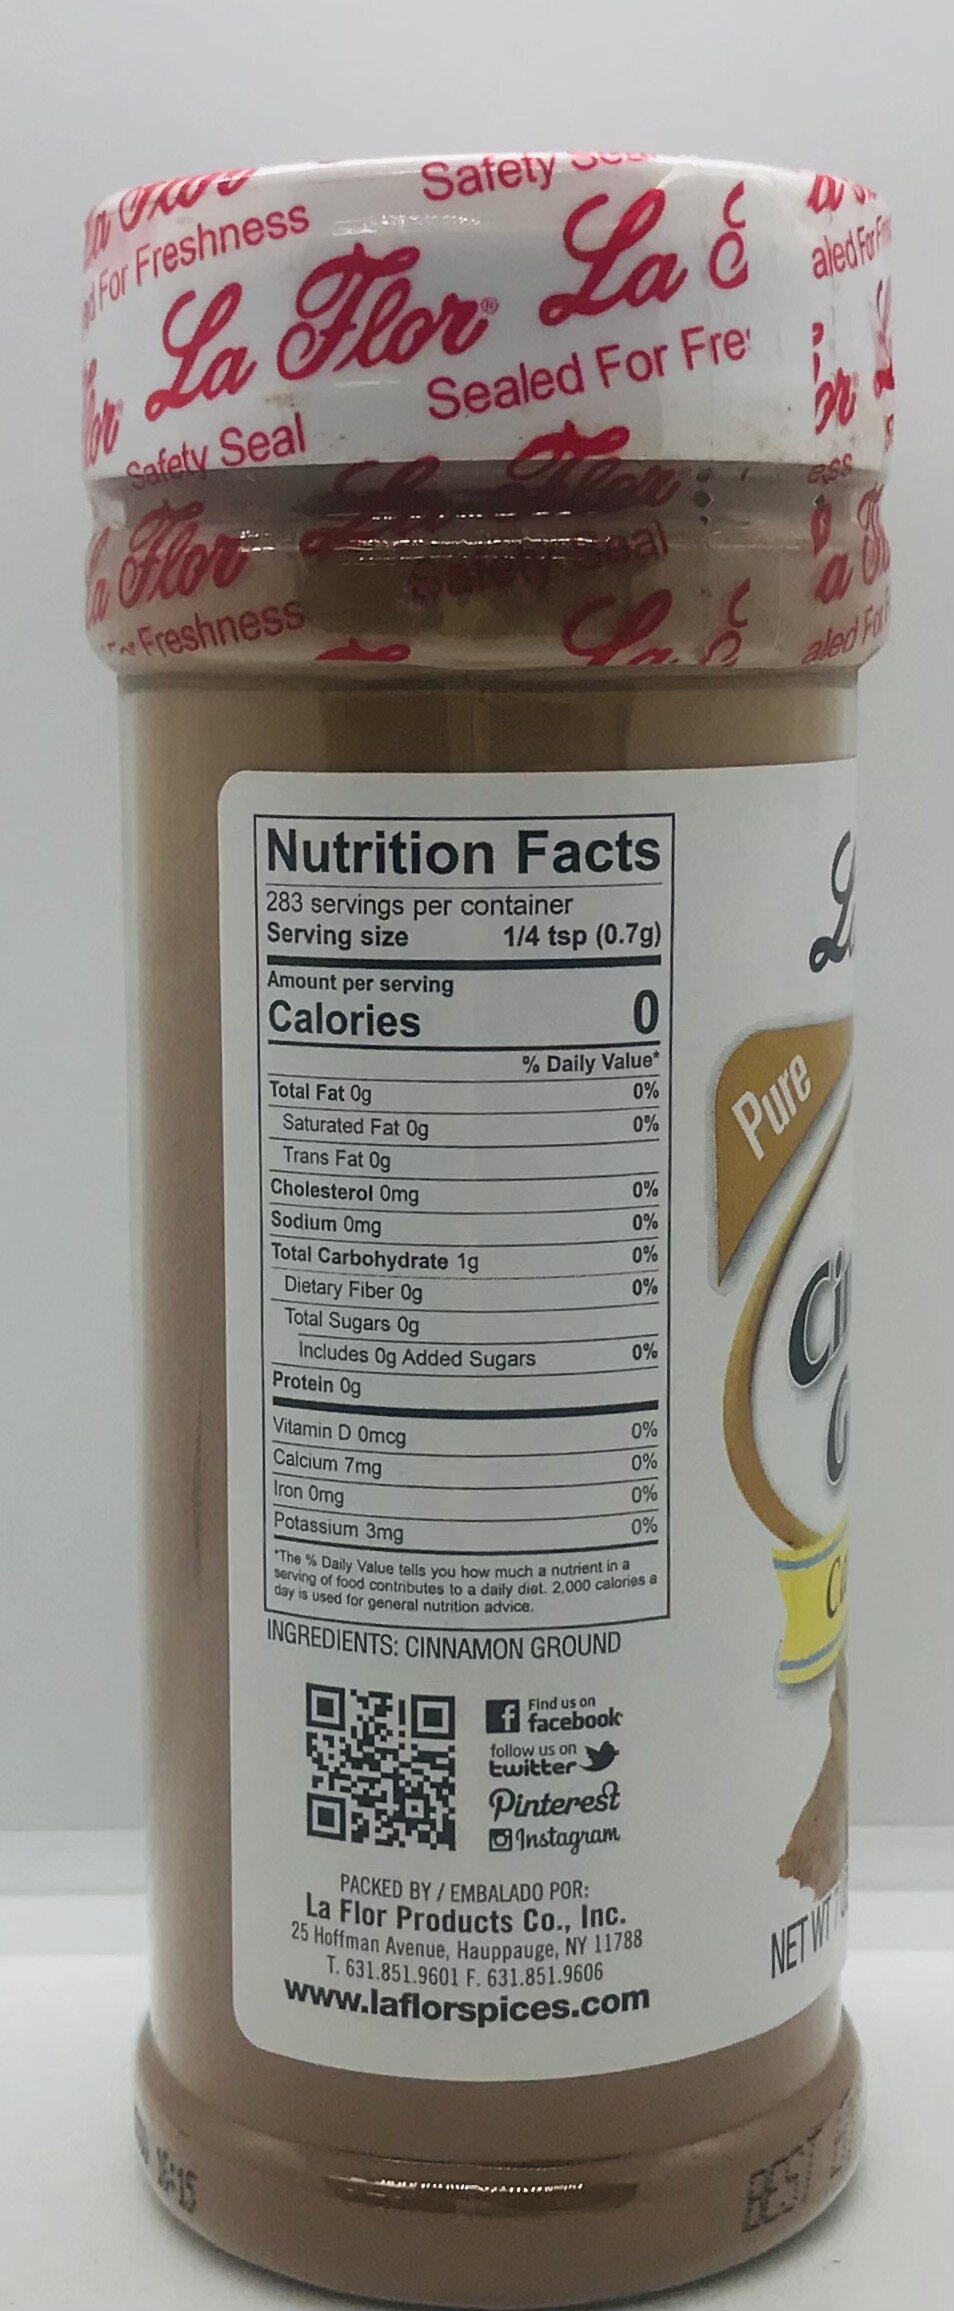 Safety
For Freshness
La Flor® La
Sealed For
Safety Seal
La Flor
Safety Seal
For Freshness
La
Nutrition Facts
283 servings per container
Serving size 1/4 tsp (0.7g)
Amount per serving
Calories 0
% Daily Value*
Total Fat 0g 0%
Saturated Fat 0g 0%
Trans Fat 0g
Cholesterol 0mg 0%
Sodium 0mg 0%
Total Carbohydrate 1g 0%
Dietary Fiber 0g 0%
Total Sugars 0g
Includes 0g Added Sugars 0%
Protein 0g
Vitamin D 0mcg 0%
Calcium 7mg 0%
Iron 0mg 0%
Potassium 3mg 0%
*The % Daily Value tells you how much a nutrient in a
serving of food contributes to a daily diet. 2,000 calories a
day is used for general nutrition advice.
INGREDIENTS: CINNAMON GROUND
Find us on
facebook
follow us on
twitter
Pinterest
Instagram
PACKED BY / EMBALADO POR:
La Flor Products Co., Inc.
25 Hoffman Avenue, Hauppauge, NY 11788
T. 631.851.9601 F. 631.851.9606
www.laflorspices.com
Pure
NET WT